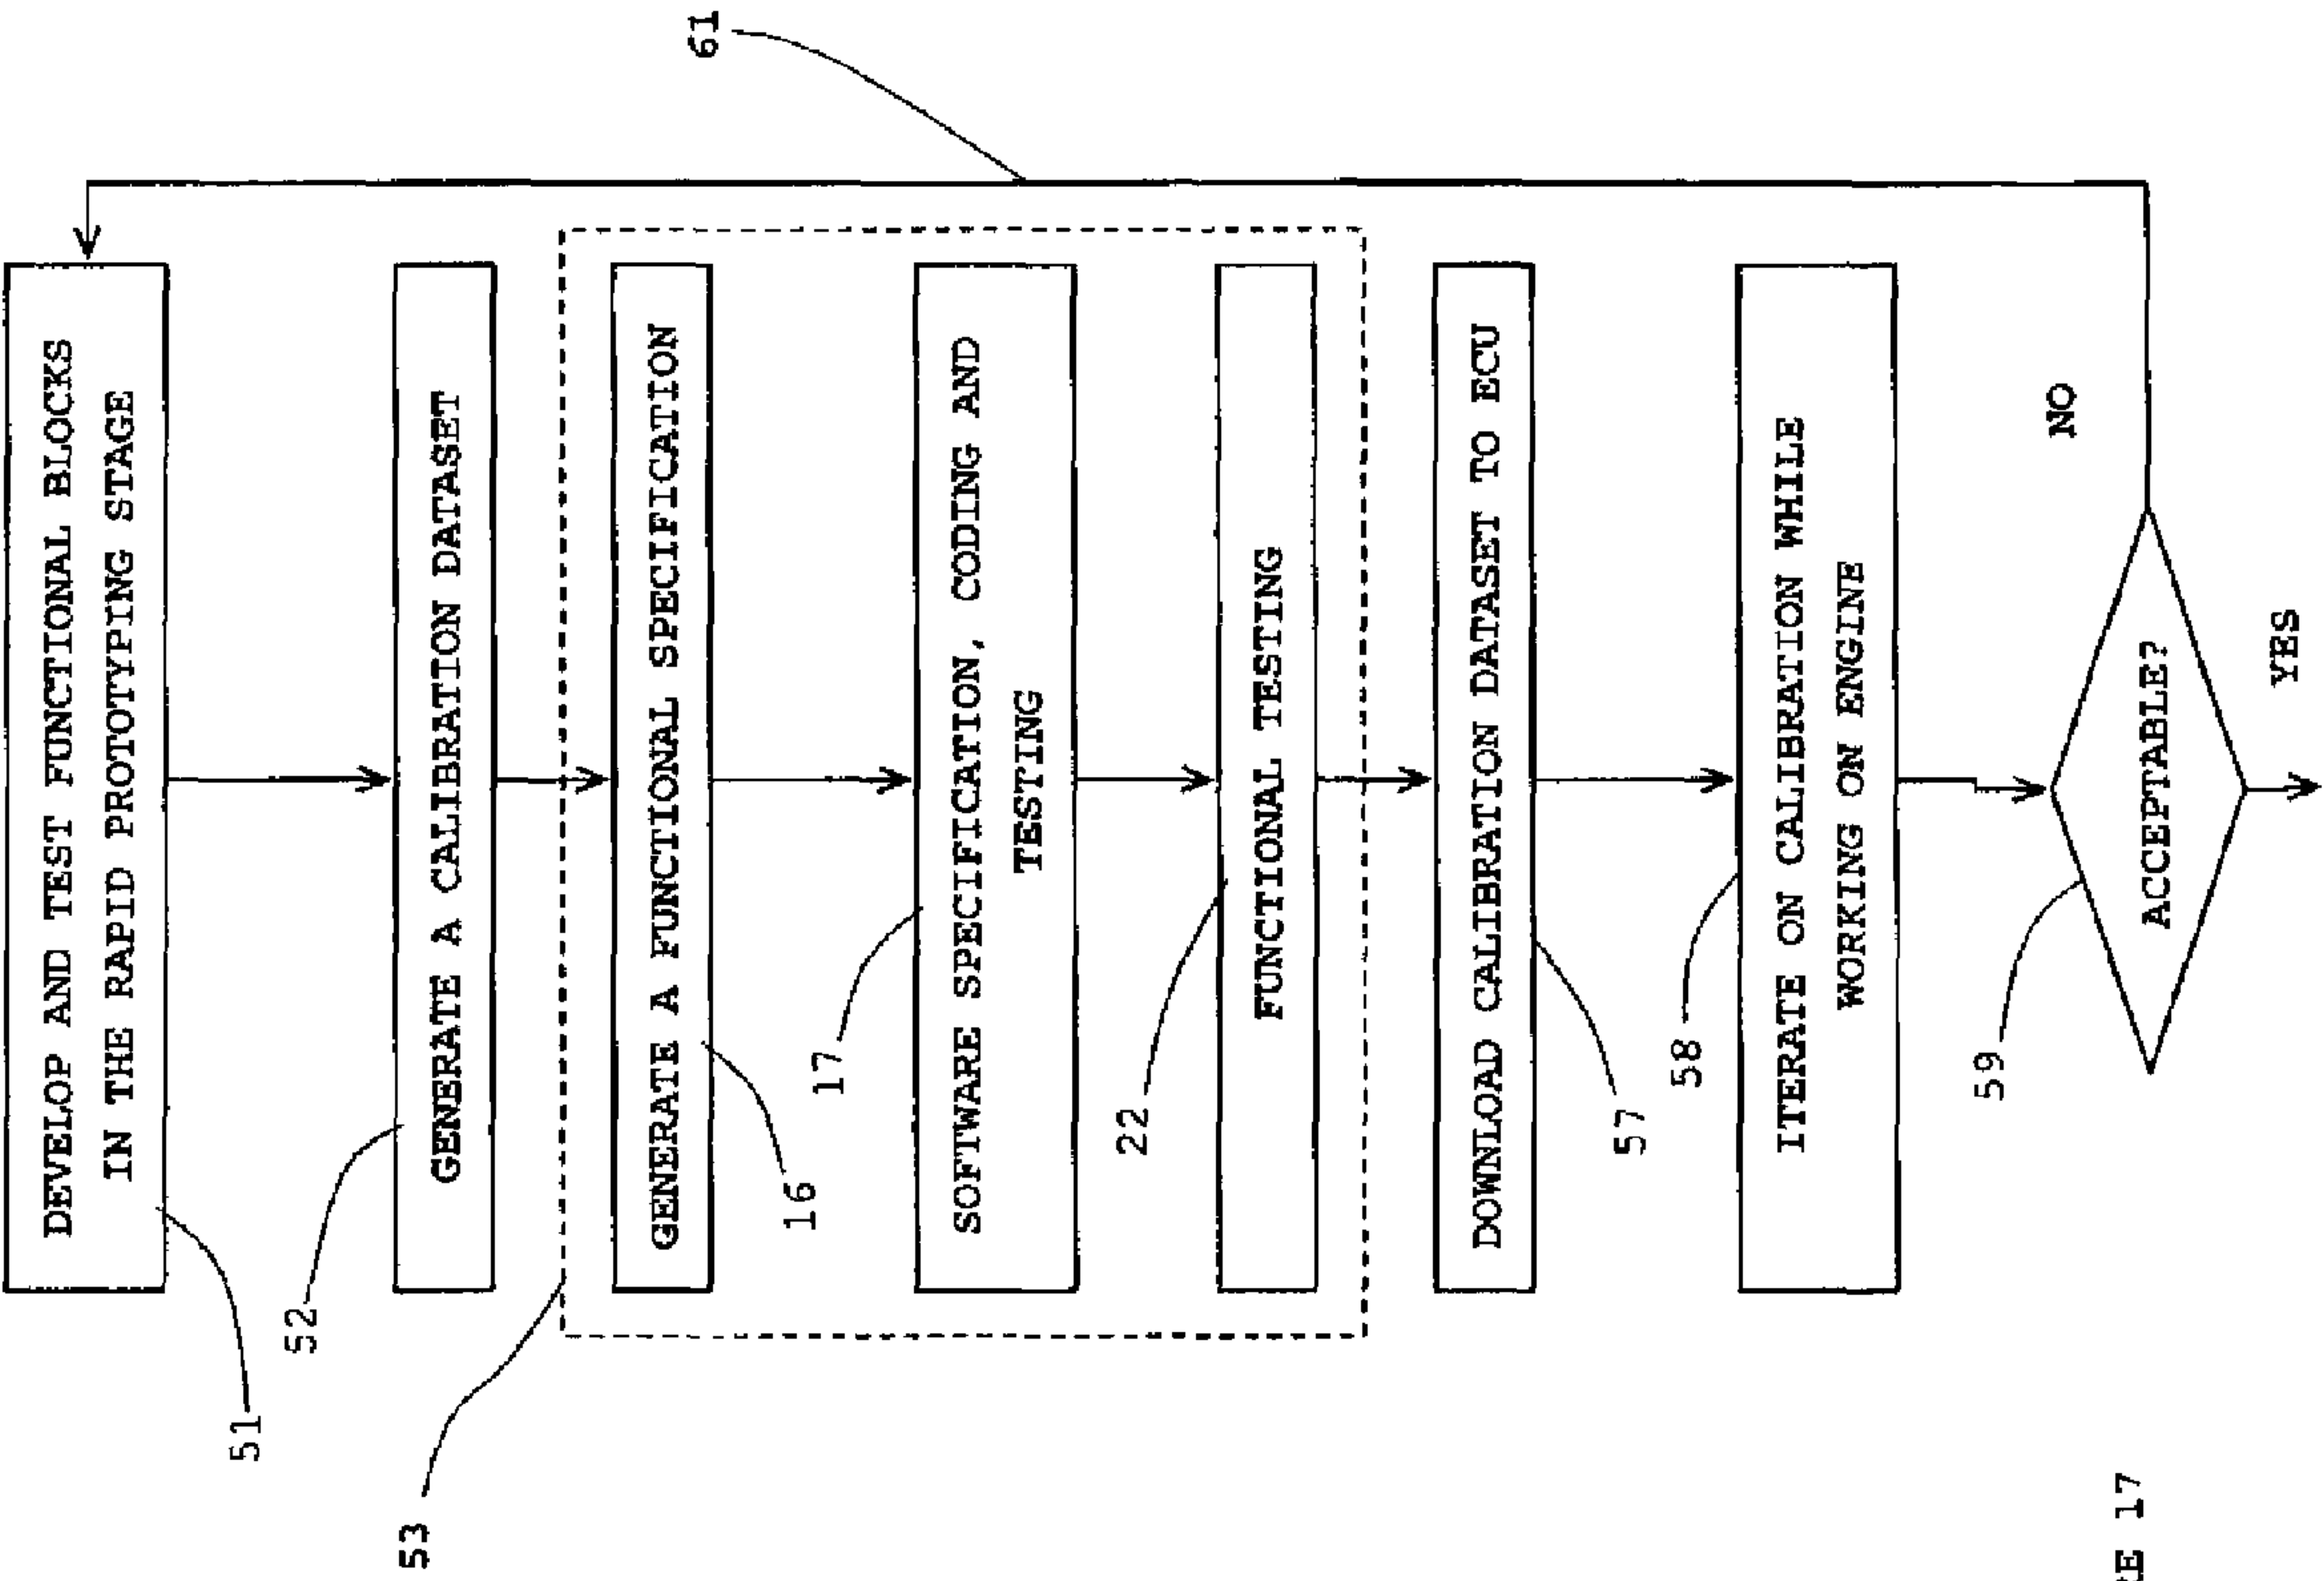 61
DEVELOP AND TEST FUNCTIONAL BLOCKS
IN THE RAPID PROTOTYPING STAGE
51
52
GENERATE A CALIBRATION DATASET
53
GENERATE A FUNCTIONAL SPECIFICATION
16
17
SOFTWARE SPECIFICATION, CODING AND
TESTING
22
FUNCTIONAL TESTING
DOWNLOAD CALIBRATION DATASET TO ECU
57
58
ITERATE ON CALIBRATION WHILE
WORKING ON ENGINE
59
NO
ACCEPTABLE?
YES
17